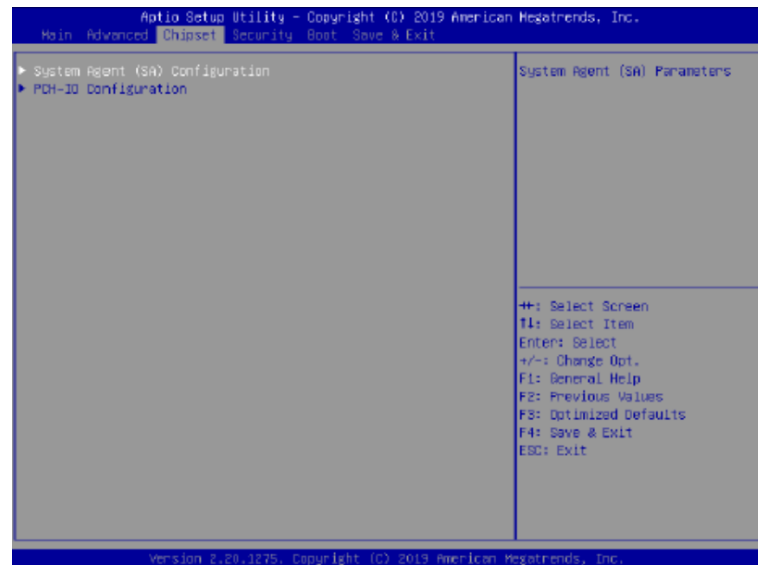 Aptio Setup Utility - Copyright (C) 2019 American Megatrends, Inc.
Main Advanced Chipset Security Boot Save & Exit
► System Agent (SA) Configuration
► PCH-IO Configuration
System Agent (SA) Parameters
→←: Select Screen
↑↓: Select Item
Enter: Select
+/-: Change Opt.
F1: General Help
F2: Previous Values
F3: Optimized Defaults
F4: Save & Exit
ESC: Exit
Version 2.20.1275. Copyright (C) 2019 American Megatrends, Inc.